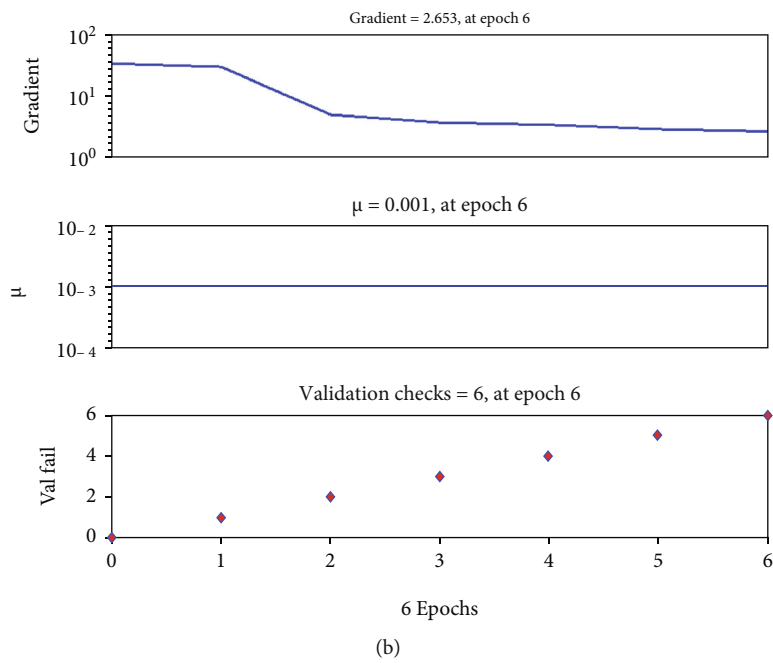 Gradient = 2.653, at epoch 6
10²
10¹
10⁰
Gradient
μ = 0.001, at epoch 6
10⁻²
10⁻³
10⁻⁴
μ
Validation checks = 6, at epoch 6
6
4
2
0
Val fail
0 1 2 3 4 5 6
6 Epochs
(b)